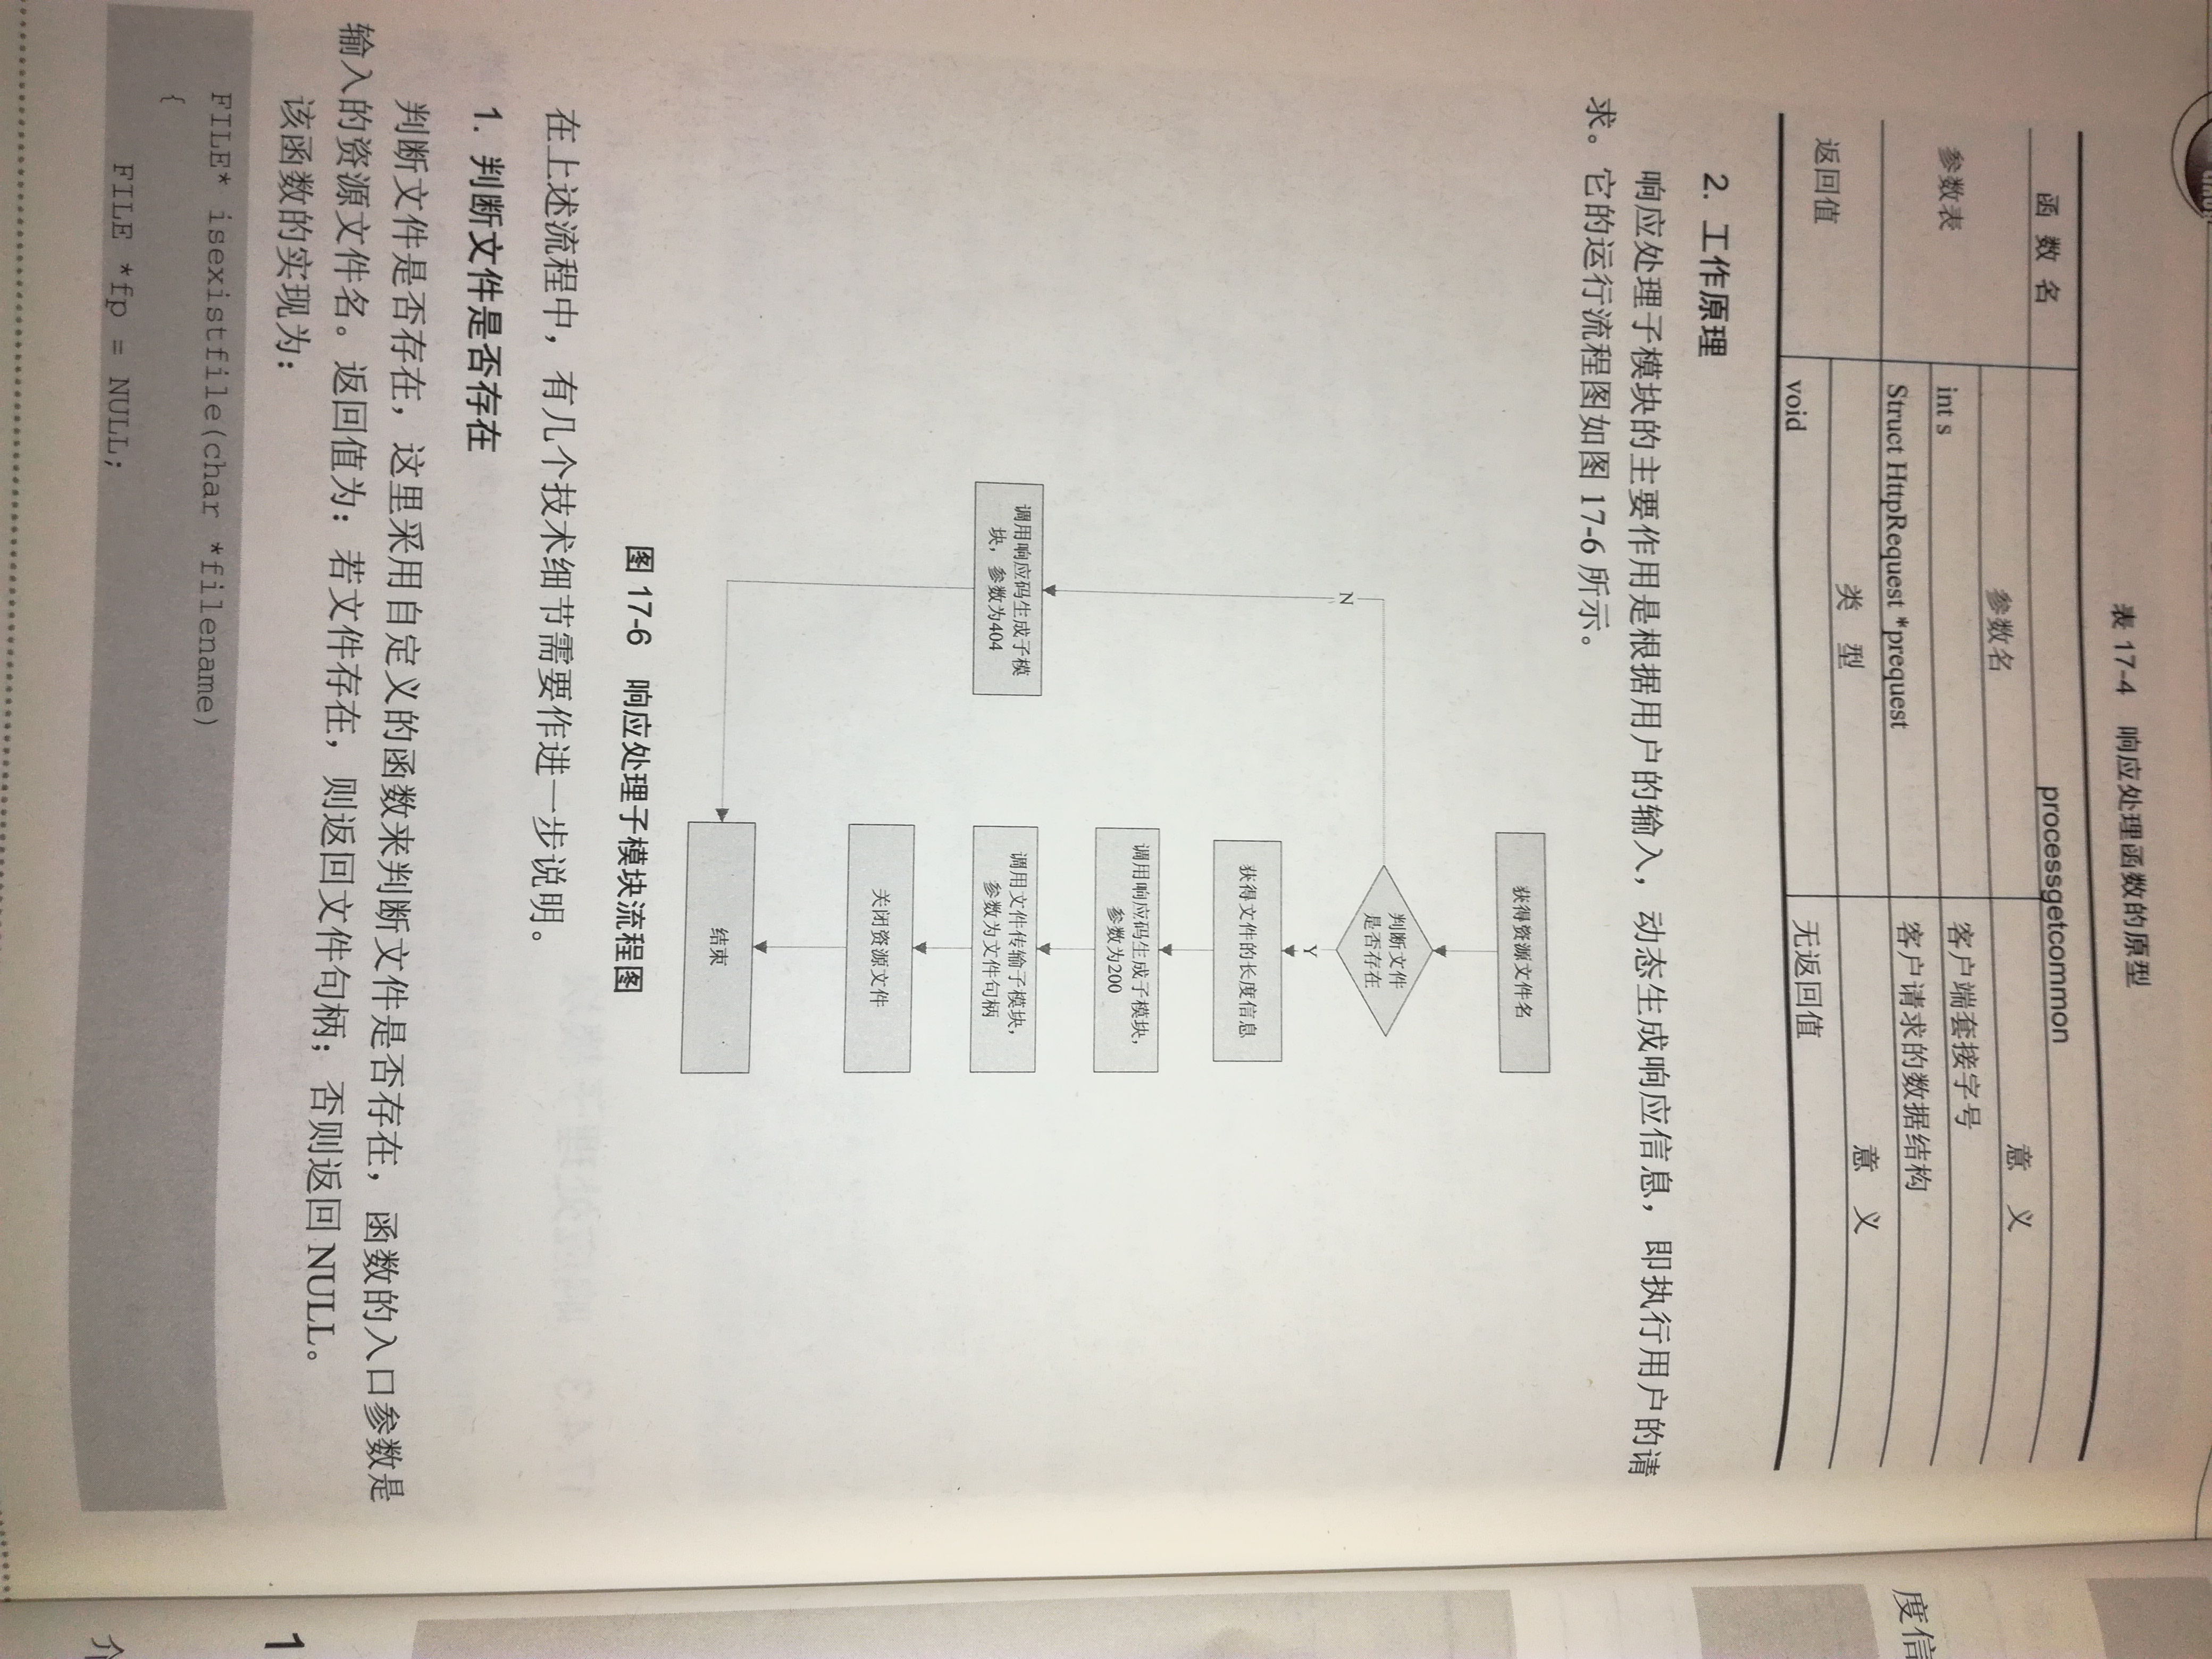 表 17-4 响应处理函数的原型
函 数 名 processgetcommon
参数表 参数名 意 义
int s 客户端套接字号
Struct HttpRequest *prequest 客户请求的数据结构
返回值 类 型 意 义
void 无返回值
2. 工作原理
响应处理子模块的主要作用是根据用户的输入，动态生成响应信息，即执行用户的请
求。它的运行流程图如图 17-6 所示。
获得资源文件名
判断文件
是否存在
N
Y
获得文件的长度信息
调用响应码生成子模块，
参数为200
调用响应码生成子模
块，参数为404
调用文件传输子模块，
参数为文件句柄
关闭资源文件
结束
图 17-6 响应处理子模块流程图
在上述流程中，有几个技术细节需要作进一步说明。
1. 判断文件是否存在
判断文件是否存在，这里采用自定义的函数来判断文件是否存在，函数的入口参数是
输入的资源文件名。返回值为：若文件存在，则返回文件句柄；否则返回 NULL。
该函数的实现为：
FILE* isexistfile(char *filename)
{
FILE *fp = NULL;
度信
1
介